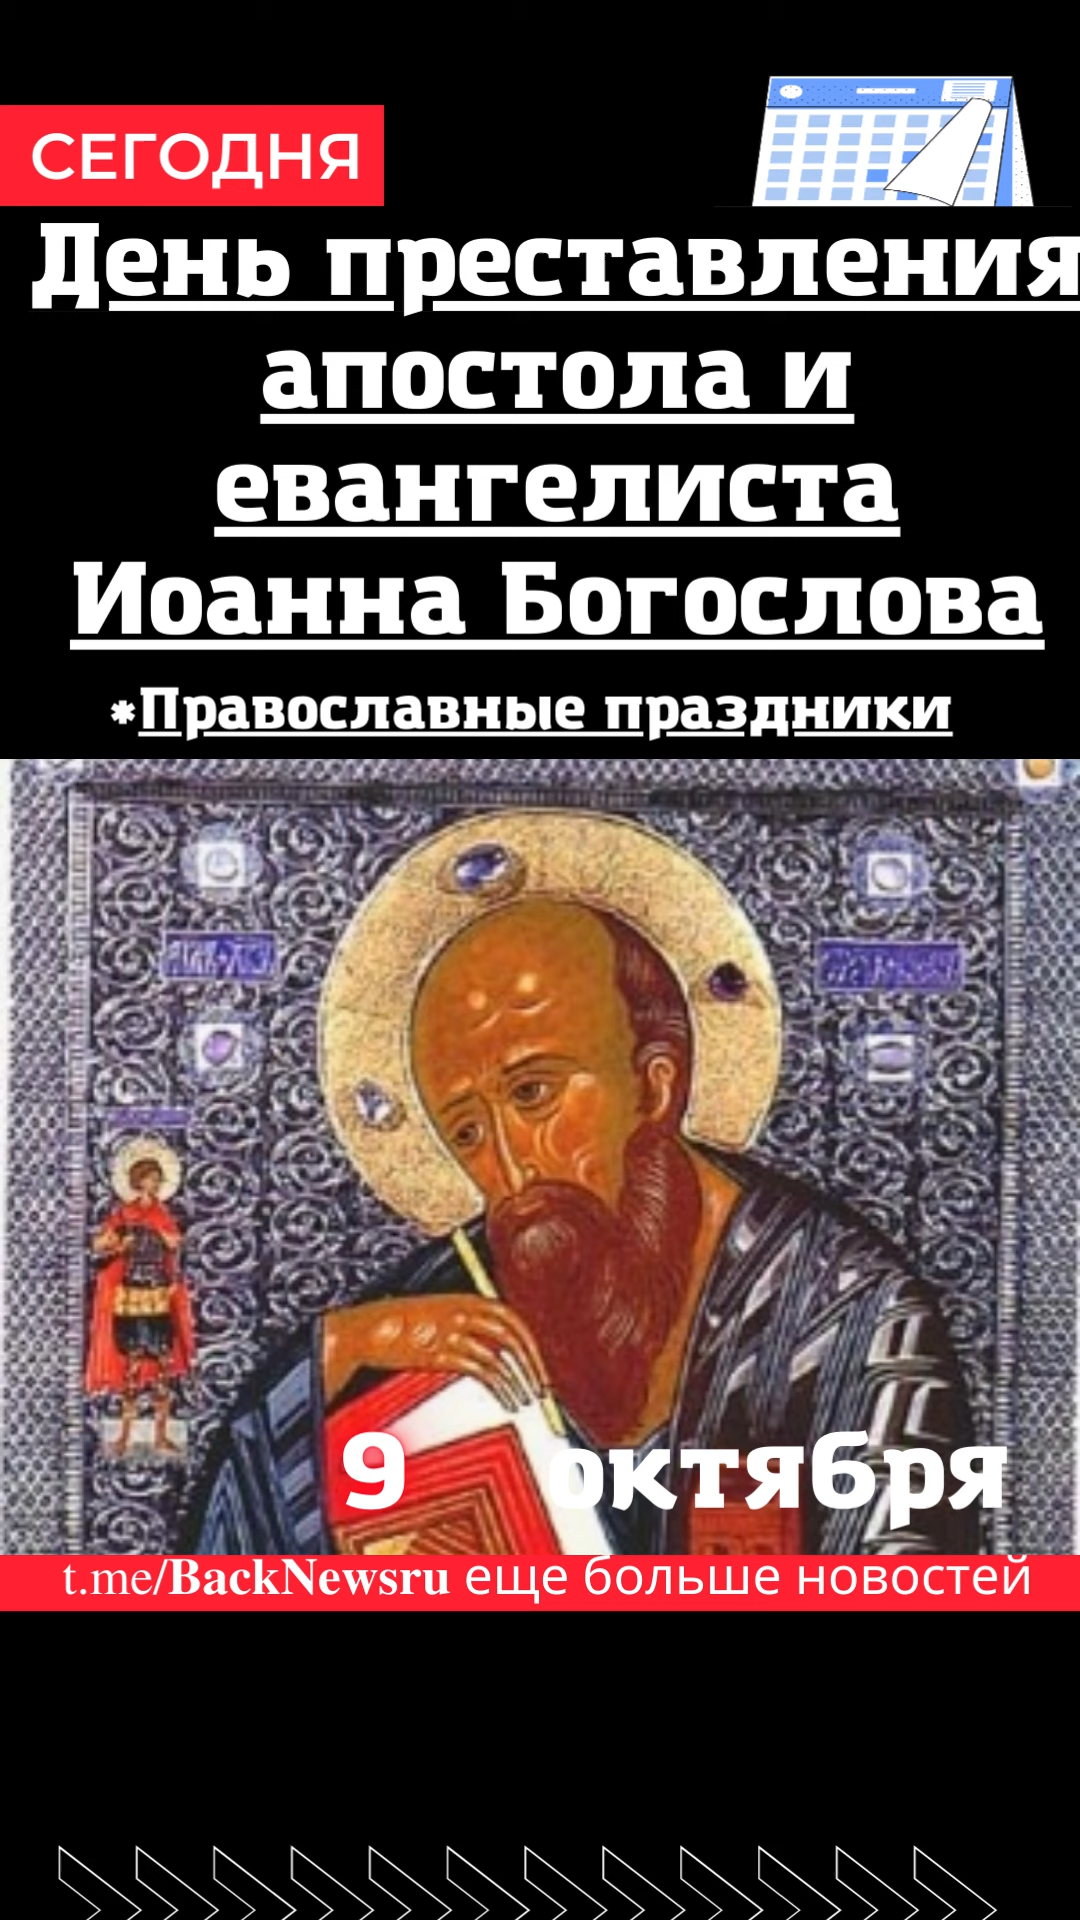 СЕГОДНЯ
День преставления
апостола и
евангелиста
Иоанна Богослова
*Православные праздники
9 октября
t.me/BackNewsru еще больше новостей